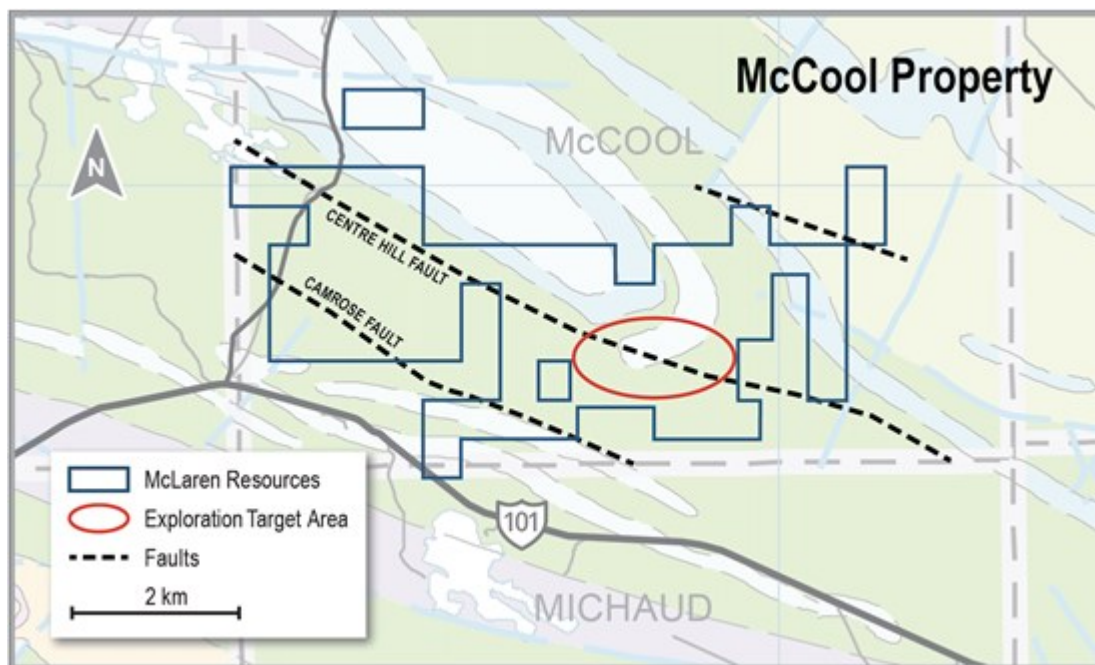 McCool Property
McCOOL
N
CENTRE HILL FAULT
CAMROSE FAULT
McLaren Resources
Exploration Target Area
Faults
2 km
101
MICHAUD